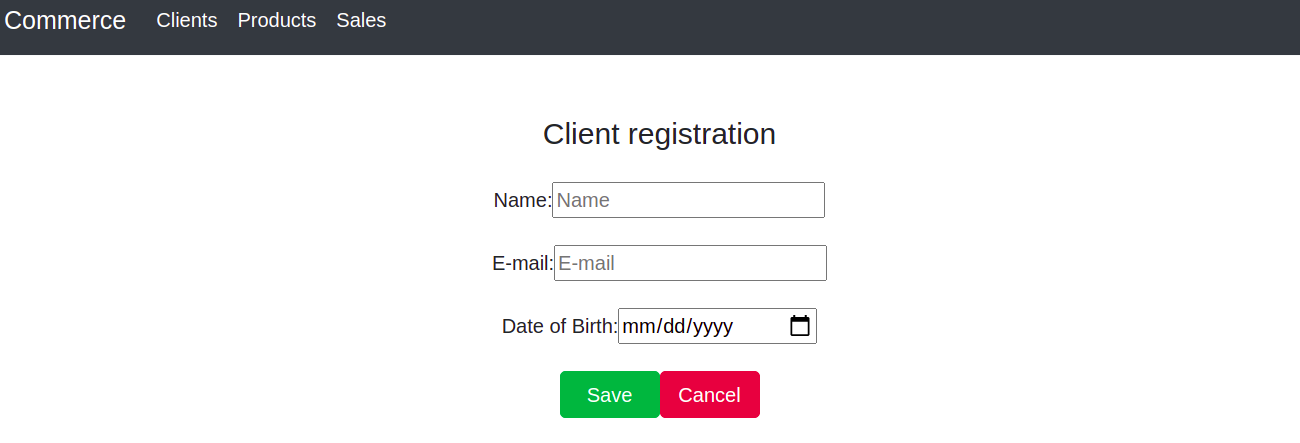 Commerce Clients Products Sales
Client registration
Name: Name
E-mail: E-mail
Date of Birth: mm/dd/yyyy
Save Cancel